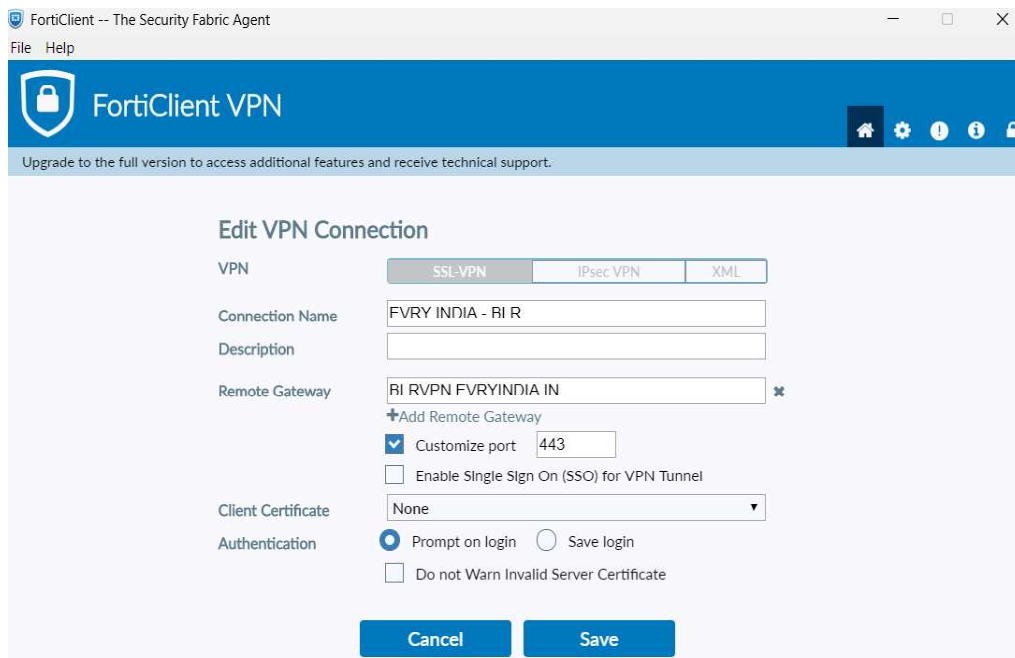 FortiClient -- The Security Fabric Agent
File Help
FortiClient VPN
Upgrade to the full version to access additional features and receive technical support.
Edit VPN Connection
VPN SSL-VPN IPsec VPN XML
Connection Name EVRY INDIA - BLR
Description
Remote Gateway BLRVPN.EVRYINDIA.IN
+Add Remote Gateway
Customize port 443
Enable Single Sign On (SSO) for VPN Tunnel
Client Certificate None
Authentication Prompt on login Save login
Do not Warn Invalid Server Certificate
Cancel Save